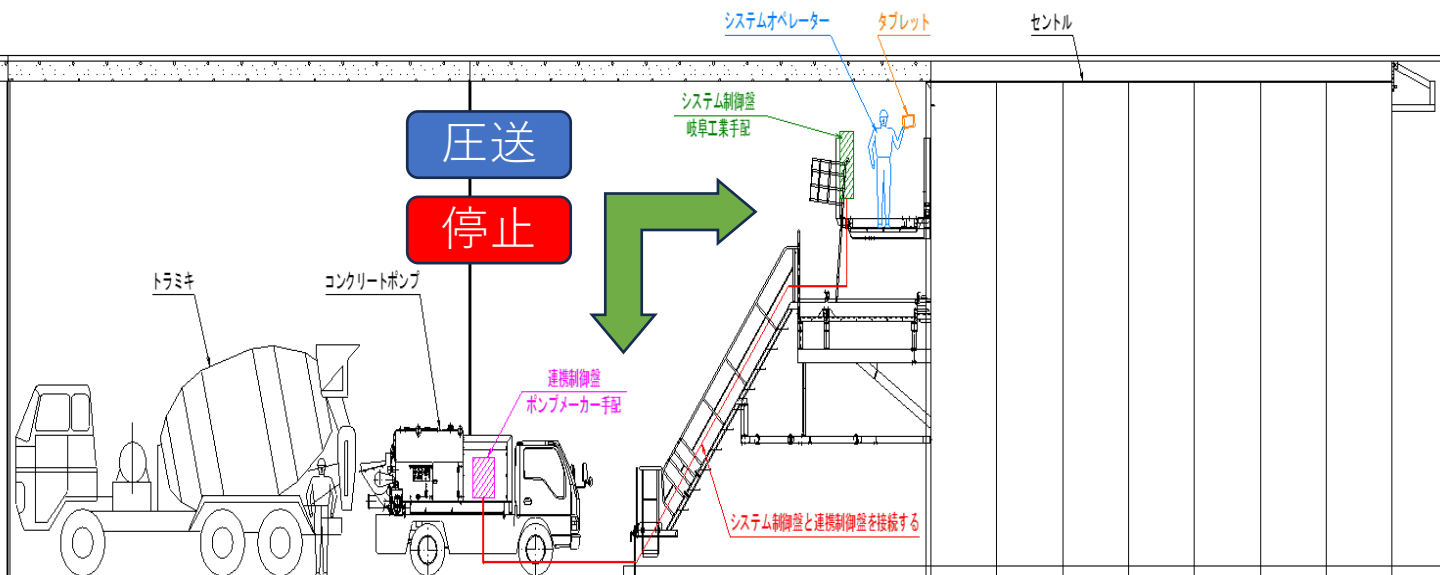 システムオペレーター
タブレット
セントル
システム制御盤
岐阜工業手配
圧送
停止
トラミキ
コンクリートポンプ
連携制御盤
ポンプメーカー手配
システム制御盤と連携制御盤を接続する